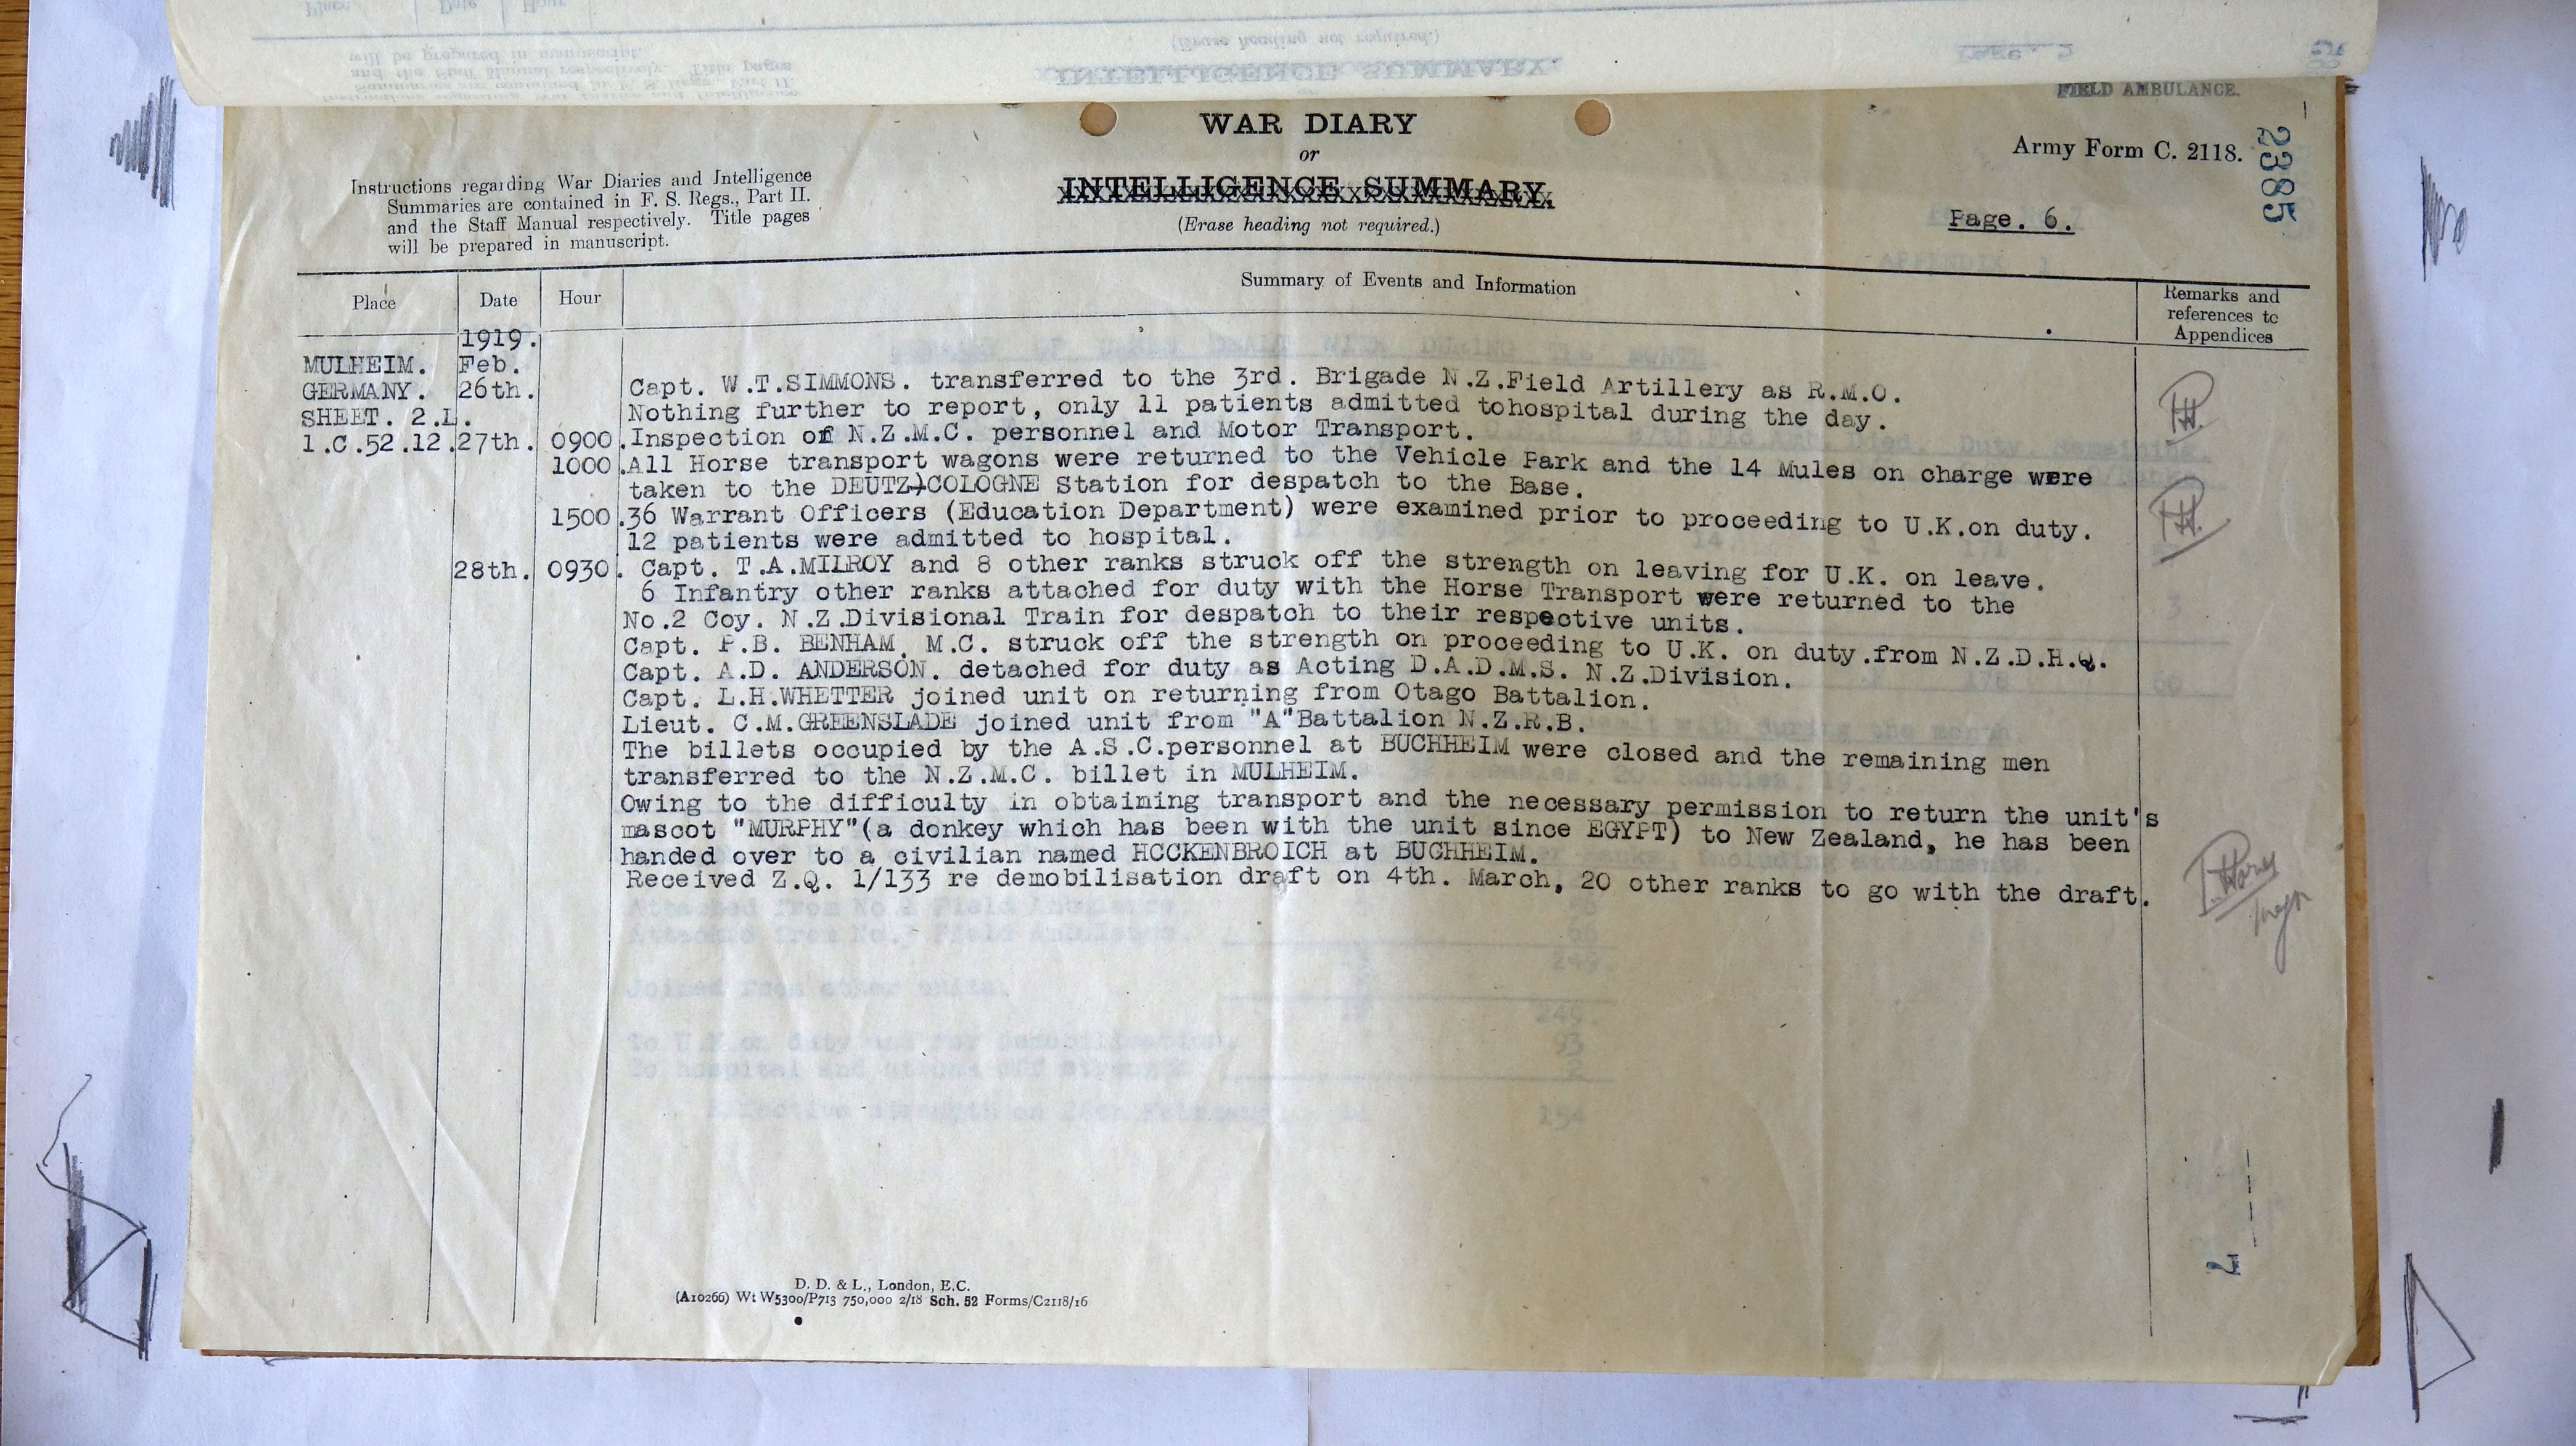 FIELD AMBULANCE.
WAR DIARY
or
INTELLIGENCE SUMMARY.
(Erase heading not required.)
Army Form C. 2118.
2385
Page. 6.
Instructions regarding War Diaries and Intelligence
Summaries are contained in F. S. Regs., Part II.
and the Staff Manual respectively. Title pages
will be prepared in manuscript.
Place
Date
Hour
Summary of Events and Information
Remarks and
references to
Appendices
1919.
MULHEIM. Feb.
GERMANY. 26th. Capt. W.T.SIMMONS. transferred to the 3rd. Brigade N.Z.Field Artillery as R.M.O.
SHEET. 2.L. Nothing further to report, only 11 patients admitted tohospital during the day.
1.C.52.12. 27th. 0900. Inspection of N.Z.M.C. personnel and Motor Transport.
1000. All Horse transport wagons were returned to the Vehicle Park and the 14 Mules on charge were
taken to the DEUTZ-COLOGNE Station for despatch to the Base.
1500. 36 Warrant Officers (Education Department) were examined prior to proceeding to U.K.on duty.
12 patients were admitted to hospital.
28th. 0930. Capt. T.A.MILROY and 8 other ranks struck off the strength on leaving for U.K. on leave.
6 Infantry other ranks attached for duty with the Horse Transport were returned to the
No.2 Coy. N.Z.Divisional Train for despatch to their respective units.
Capt. P.B. BENHAM. M.C. struck off the strength on proceeding to U.K. on duty.from N.Z.D.H.Q.
Capt. A.D. ANDERSON. detached for duty as Acting D.A.D.M.S. N.Z.Division.
Capt. L.H.WHETTER joined unit on returning from Otago Battalion.
Lieut. C.M.GREENSLADE joined unit from "A"Battalion N.Z.R.B.
The billets occupied by the A.S.C.personnel at BUCHHEIM were closed and the remaining men
transferred to the N.Z.M.C. billet in MULHEIM.
Owing to the difficulty in obtaining transport and the necessary permission to return the unit's
mascot "MURPHY"(a donkey which has been with the unit since EGYPT) to New Zealand, he has been
handed over to a civilian named HOCKENBROICH at BUCHHEIM.
Received Z.Q. 1/133 re demobilisation draft on 4th. March, 20 other ranks to go with the draft.
D. D. & L., London, E.C.
(A10266) Wt W5300/P713 750,000 2/18 Sch. 52 Forms/C2118/16